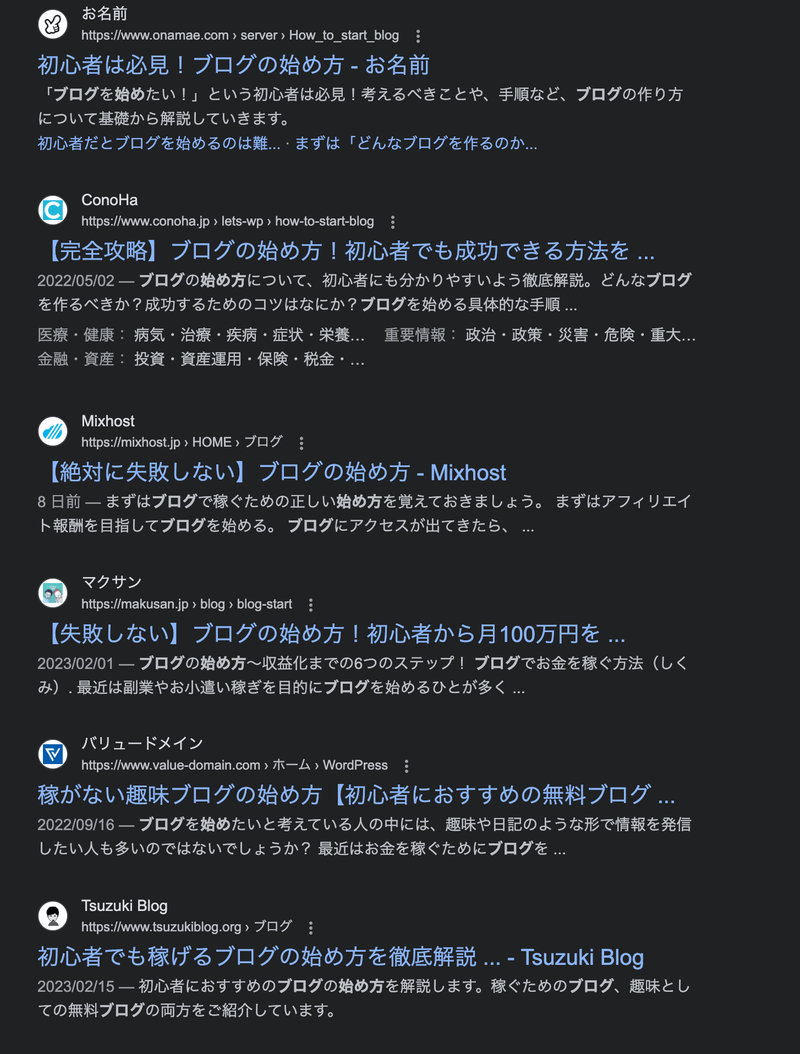 お名前
https://www.onamae.com › server › How_to_start_blog
初心者は必見！ブログの始め方 - お名前
「ブログを始めたい！」という初心者は必見！考えるべきことや、手順など、ブログの作り方
について基礎から解説していきます。
初心者だとブログを始めるのは難... · まずは「どんなブログを作るのか...
ConoHa
https://www.conoha.jp › lets-wp › how-to-start-blog
【完全攻略】ブログの始め方！初心者でも成功できる方法を ...
2022/05/02 — ブログの始め方について、初心者にも分かりやすいよう徹底解説。どんなブログ
を作るべきか？成功するためのコツはなにか？ブログを始める具体的な手順 ...
医療・健康： 病気・治療・疾病・症状・栄養… 重要情報： 政治・政策・災害・危険・重大…
金融・資産： 投資・資産運用・保険・税金・…
Mixhost
https://mixhost.jp › HOME › ブログ
【絶対に失敗しない】ブログの始め方 - Mixhost
8 日前 — まずはブログで稼ぐための正しい始め方を覚えておきましょう。 まずはアフィリエイ
ト報酬を目指してブログを始める。 ブログにアクセスが出てきたら、 ...
マクサン
https://makusan.jp › blog › blog-start
【失敗しない】ブログの始め方！初心者から月100万円を ...
2023/02/01 — ブログの始め方〜収益化までの6つのステップ！ ブログでお金を稼ぐ方法（しく
み）. 最近は副業やお小遣い稼ぎを目的にブログを始めるひとが多く ...
バリュードメイン
https://www.value-domain.com › ホーム › WordPress
稼がない趣味ブログの始め方【初心者におすすめの無料ブログ ...
2022/09/16 — ブログを始めたいと考えている人の中には、趣味や日記のような形で情報を発信
したい人も多いのではないでしょうか？ 最近はお金を稼ぐためにブログを ...
Tsuzuki Blog
https://www.tsuzukiblog.org › ブログ
初心者でも稼げるブログの始め方を徹底解説 ... - Tsuzuki Blog
2023/02/15 — 初心者におすすめのブログの始め方を解説します。稼ぐためのブログ、趣味とし
ての無料ブログの両方をご紹介しています。